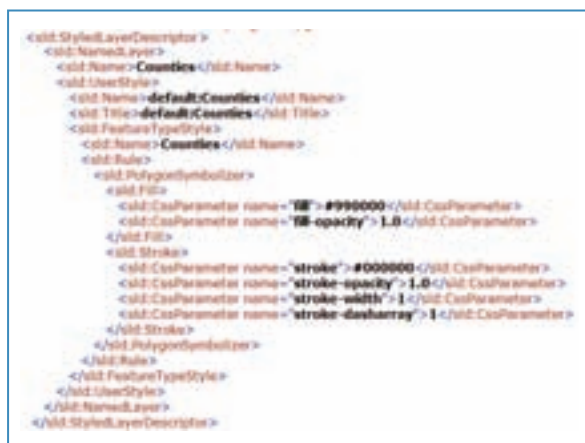 <sld:StyledLayerDescriptor>
<sld:NamedLayer>
<sld:Name>Counties</sld:Name>
<sld:UserStyle>
<sld:Name>default:Counties</sld:Name>
<sld:Title>default:Counties</sld:Title>
<sld:FeatureTypeStyle>
<sld:Name>Counties</sld:Name>
<sld:Rule>
<sld:PolygonSymbolizer>
<sld:Fill>
<sld:CssParameter name="fill">#990000</sld:CssParameter>
<sld:CssParameter name="fill-opacity">1.0</sld:CssParameter>
</sld:Fill>
<sld:Stroke>
<sld:CssParameter name="stroke">#000000</sld:CssParameter>
<sld:CssParameter name="stroke-opacity">1.0</sld:CssParameter>
<sld:CssParameter name="stroke-width">1</sld:CssParameter>
<sld:CssParameter name="stroke-dasharray">1</sld:CssParameter>
</sld:Stroke>
</sld:PolygonSymbolizer>
</sld:Rule>
</sld:FeatureTypeStyle>
</sld:UserStyle>
</sld:NamedLayer>
</sld:StyledLayerDescriptor>